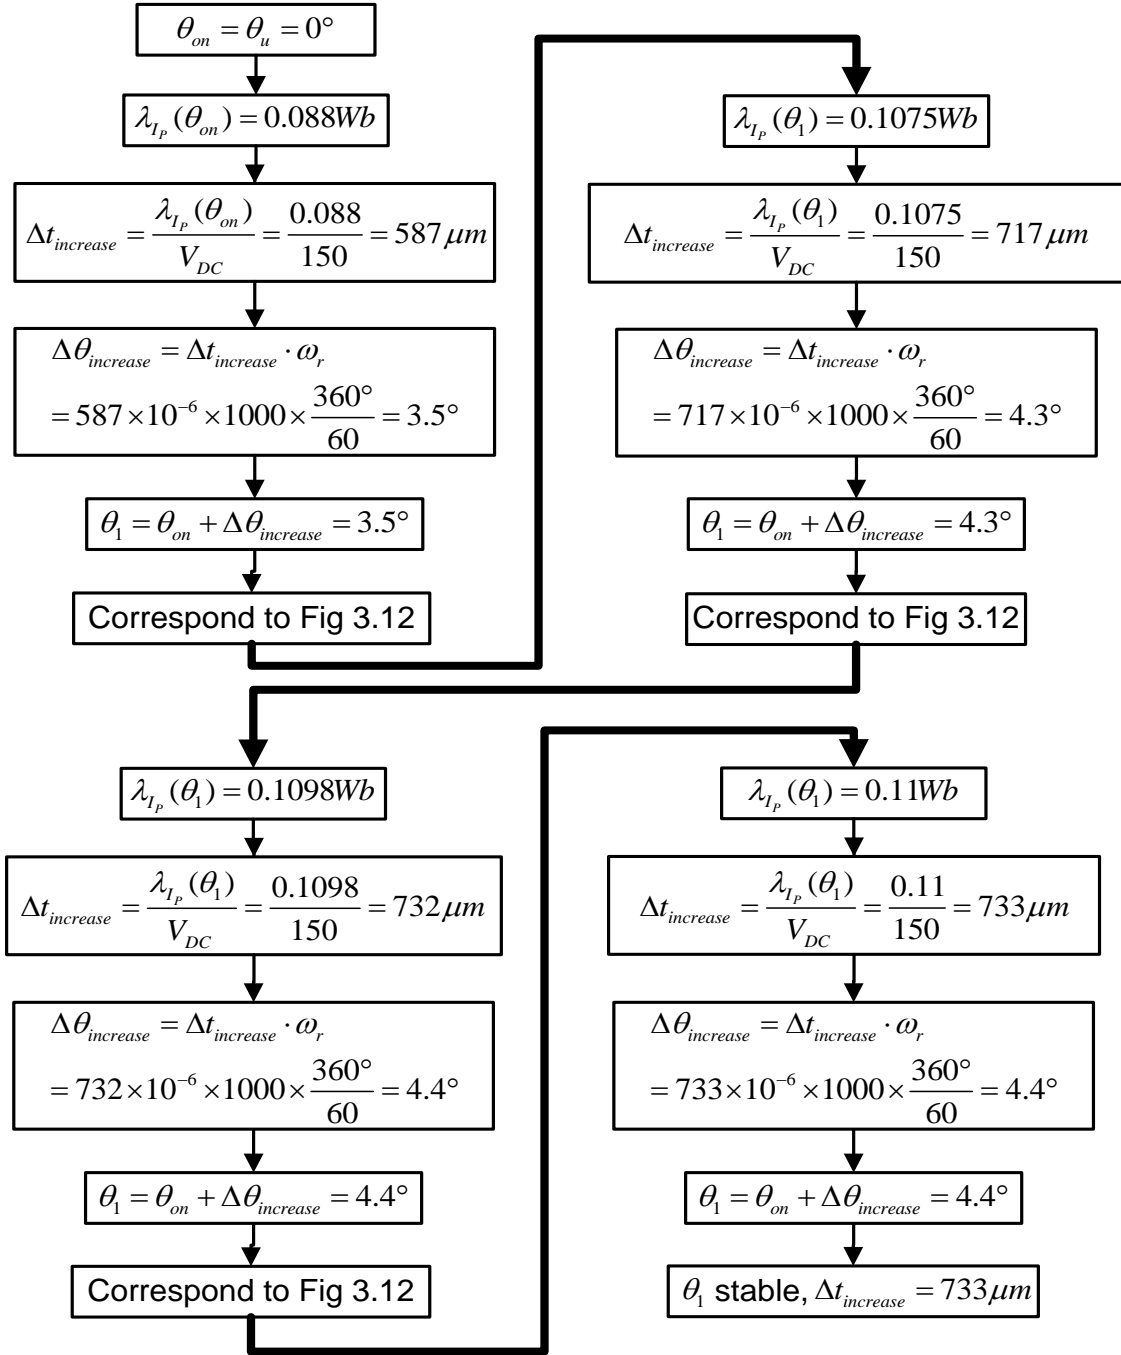 θ_on = θ_u = 0°
λ_{I_P}(θ_on) = 0.088Wb
Δt_increase = λ_{I_P}(θ_on) / V_DC = 0.088 / 150 = 587 μm
Δθ_increase = Δt_increase · ω_r
= 587 × 10^−6 × 1000 × 360° / 60 = 3.5°
θ_1 = θ_on + Δθ_increase = 3.5°
Correspond to Fig 3.12
λ_{I_P}(θ_1) = 0.1075Wb
Δt_increase = λ_{I_P}(θ_1) / V_DC = 0.1075 / 150 = 717 μm
Δθ_increase = Δt_increase · ω_r
= 717 × 10^−6 × 1000 × 360° / 60 = 4.3°
θ_1 = θ_on + Δθ_increase = 4.3°
Correspond to Fig 3.12
λ_{I_P}(θ_1) = 0.1098Wb
Δt_increase = λ_{I_P}(θ_1) / V_DC = 0.1098 / 150 = 732 μm
Δθ_increase = Δt_increase · ω_r
= 732 × 10^−6 × 1000 × 360° / 60 = 4.4°
θ_1 = θ_on + Δθ_increase = 4.4°
Correspond to Fig 3.12
λ_{I_P}(θ_1) = 0.11Wb
Δt_increase = λ_{I_P}(θ_1) / V_DC = 0.11 / 150 = 733 μm
Δθ_increase = Δt_increase · ω_r
= 733 × 10^−6 × 1000 × 360° / 60 = 4.4°
θ_1 = θ_on + Δθ_increase = 4.4°
θ_1 stable, Δt_increase = 733 μm